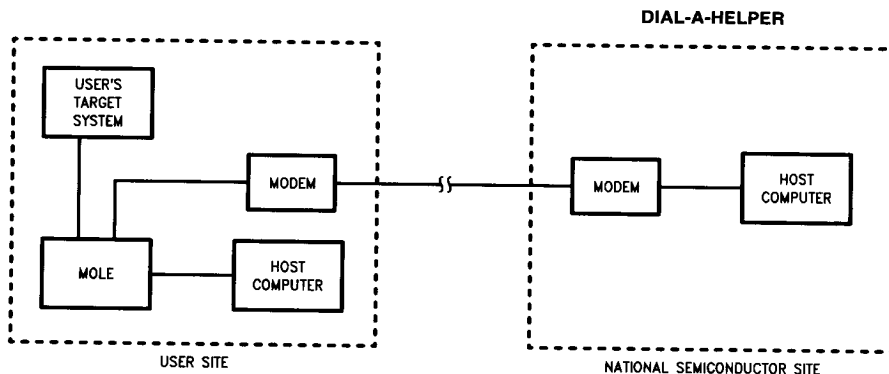 DIAL-A-HELPER
USER'S
TARGET
SYSTEM
MODEM
MOLE
HOST
COMPUTER
USER SITE
MODEM
HOST
COMPUTER
NATIONAL SEMICONDUCTOR SITE